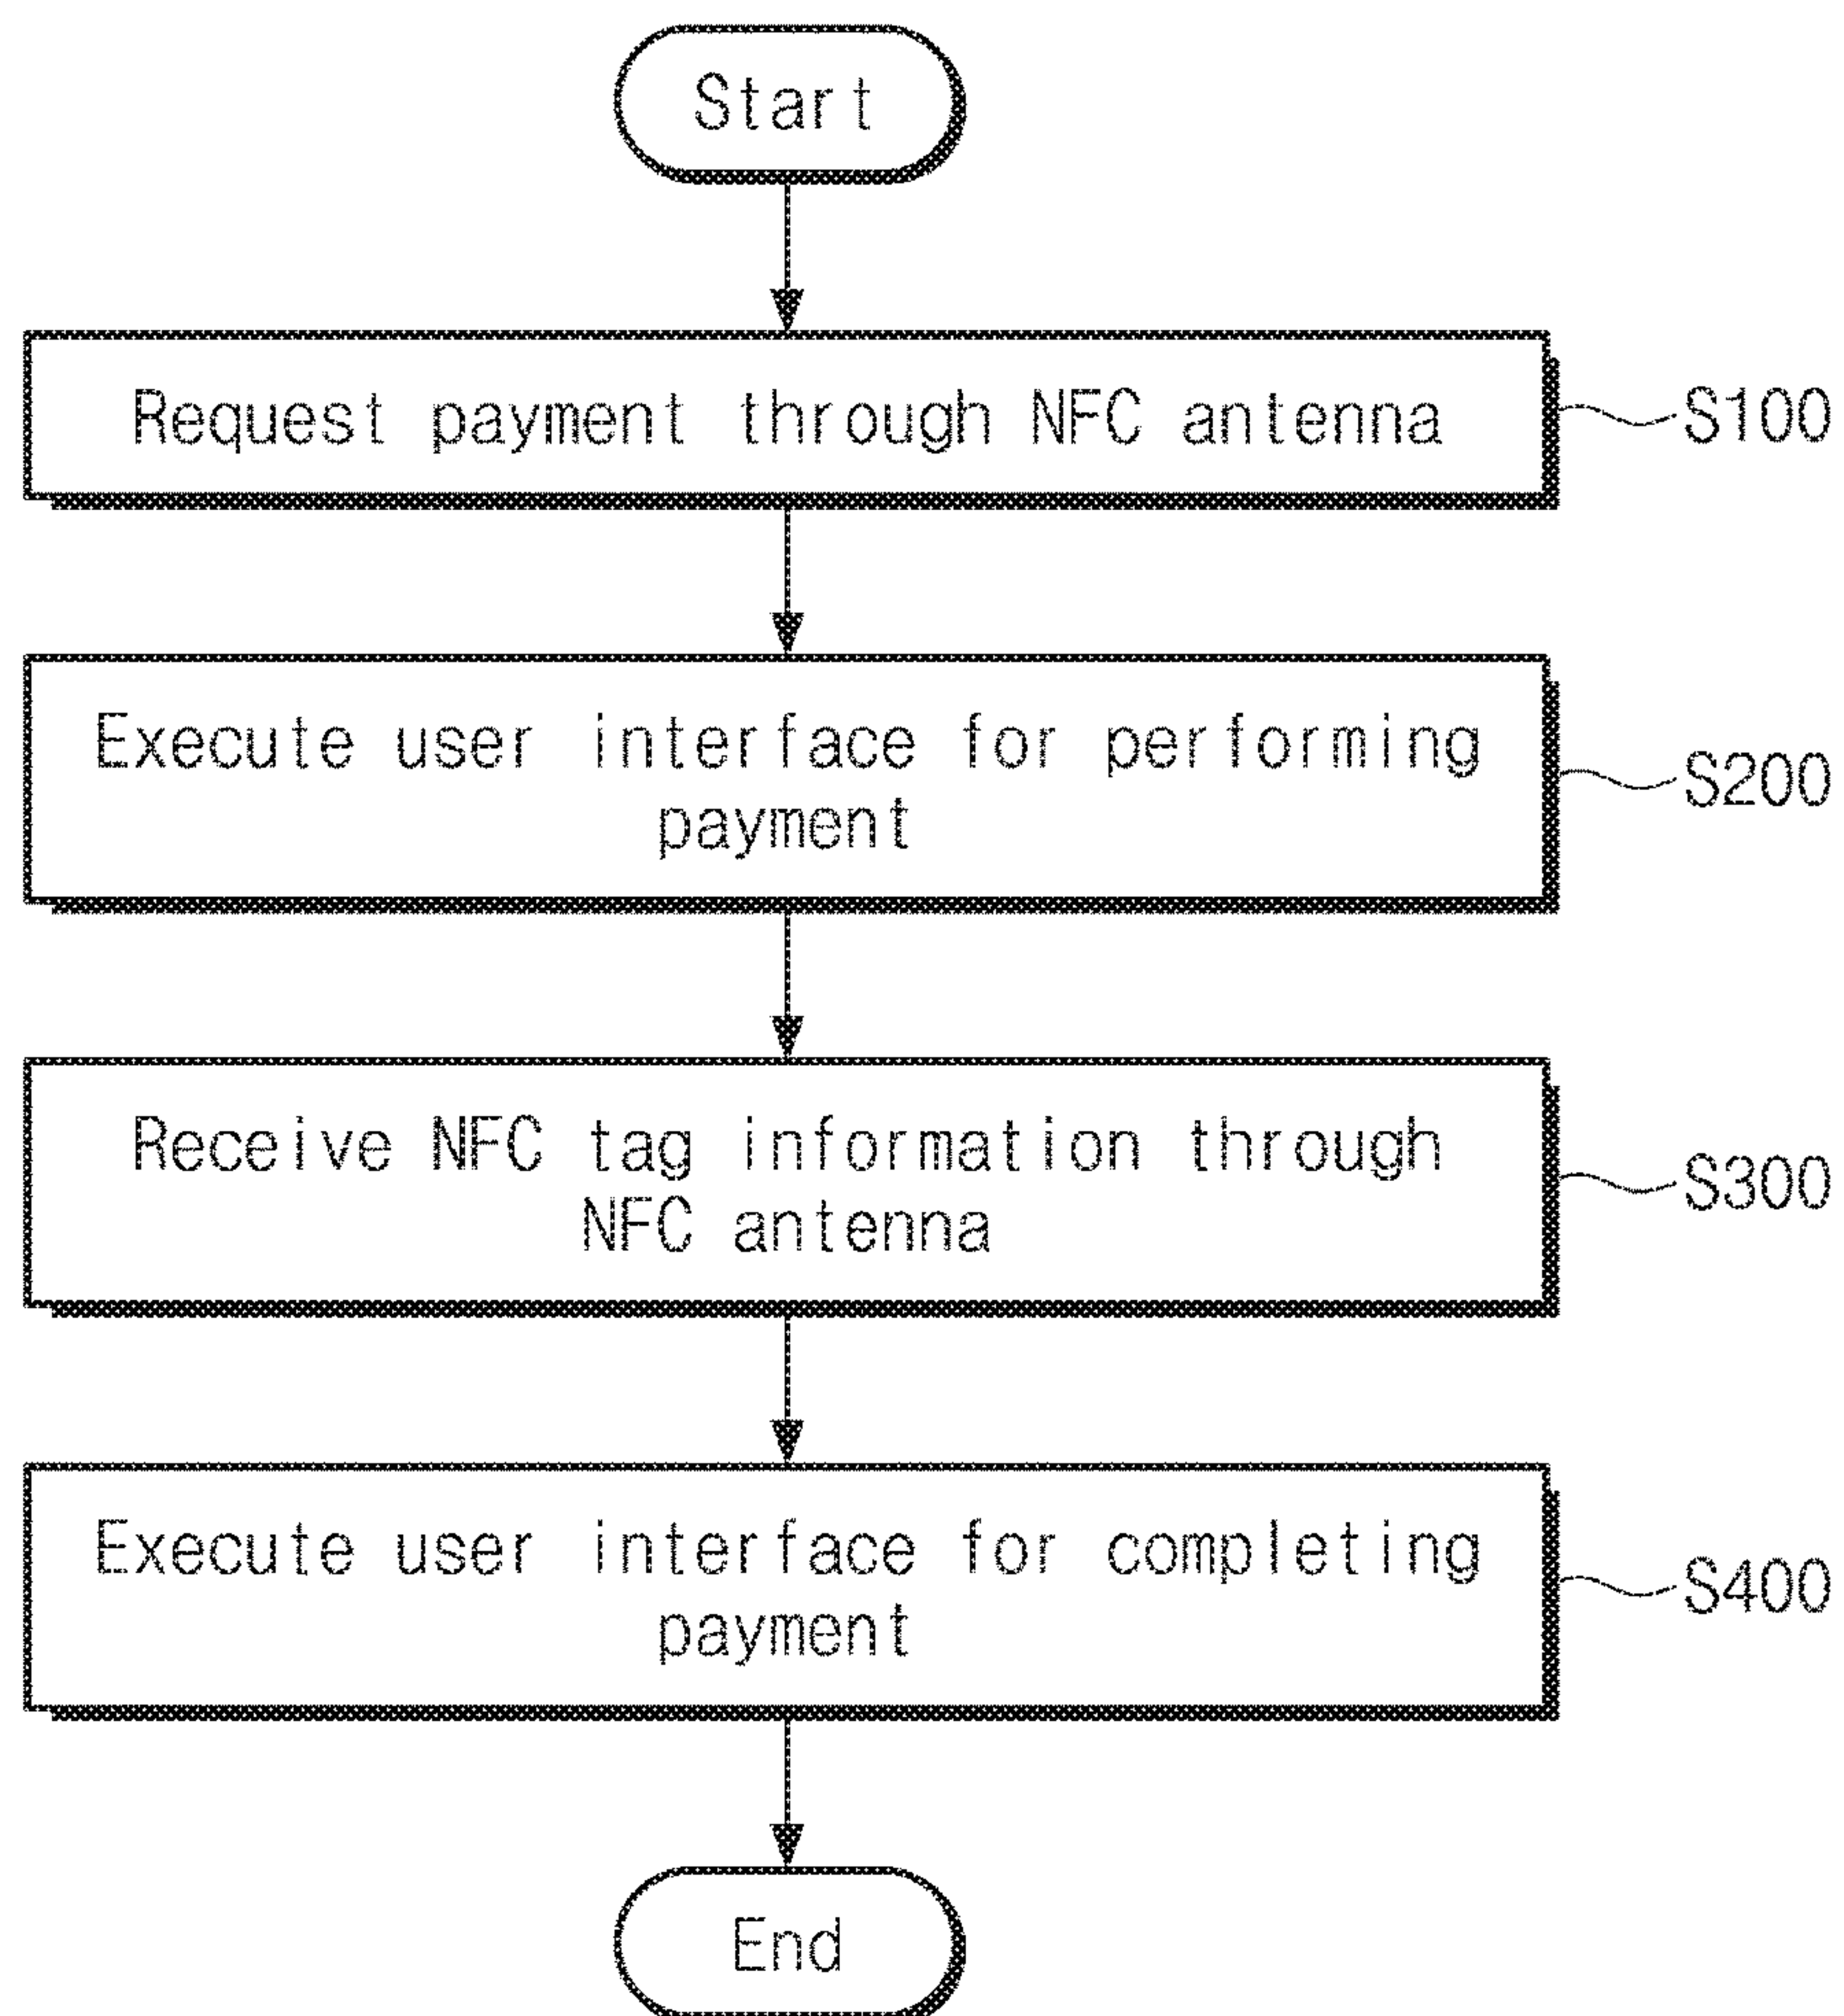 Start
Request payment through NFC antenna
S100
Execute user interface for performing
payment
S200
Receive NFC tag information through
NFC antenna
S300
Execute user interface for completing
payment
S400
End